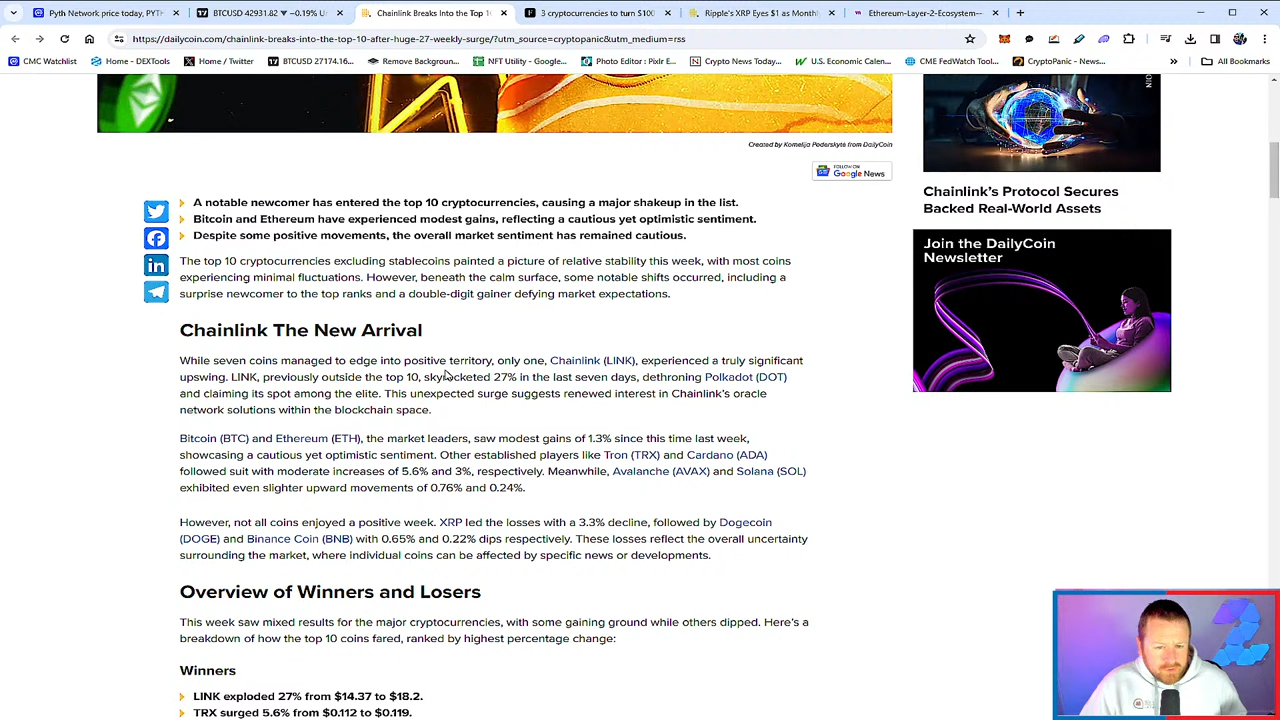 Pyth Network price today, PYTH
BTCUSD 42931.82 ▼ −0.19% U
Chainlink Breaks Into the Top 1
3 cryptocurrencies to turn $100
Ripple's XRP Eyes $1 as Monthly
Ethereum-Layer-2-Ecosystem--
https://dailycoin.com/chainlink-breaks-into-the-top-10-after-huge-27-weekly-surge/?utm_source=cryptopanic&utm_medium=rss
CMC Watchlist
Home - DEXTools
Home / Twitter
BTCUSD 27174.16...
Remove Backgroun...
NFT Utility - Google...
Photo Editor : Pixlr E...
Crypto News Today...
U.S. Economic Calen...
CME FedWatch Tool...
CryptoPanic - News...
»
All Bookmarks
Created by Kornelija Poderskytė from DailyCoin
FOLLOW ON
Google News
A notable newcomer has entered the top 10 cryptocurrencies, causing a major shakeup in the list.
Bitcoin and Ethereum have experienced modest gains, reflecting a cautious yet optimistic sentiment.
Despite some positive movements, the overall market sentiment has remained cautious.
The top 10 cryptocurrencies excluding stablecoins painted a picture of relative stability this week, with most coins
experiencing minimal fluctuations. However, beneath the calm surface, some notable shifts occurred, including a
surprise newcomer to the top ranks and a double-digit gainer defying market expectations.
Chainlink The New Arrival
While seven coins managed to edge into positive territory, only one, Chainlink (LINK), experienced a truly significant
upswing. LINK, previously outside the top 10, skyrocketed 27% in the last seven days, dethroning Polkadot (DOT)
and claiming its spot among the elite. This unexpected surge suggests renewed interest in Chainlink's oracle
network solutions within the blockchain space.
Bitcoin (BTC) and Ethereum (ETH), the market leaders, saw modest gains of 1.3% since this time last week,
showcasing a cautious yet optimistic sentiment. Other established players like Tron (TRX) and Cardano (ADA)
followed suit with moderate increases of 5.6% and 3%, respectively. Meanwhile, Avalanche (AVAX) and Solana (SOL)
exhibited even slighter upward movements of 0.76% and 0.24%.
However, not all coins enjoyed a positive week. XRP led the losses with a 3.3% decline, followed by Dogecoin
(DOGE) and Binance Coin (BNB) with 0.65% and 0.22% dips respectively. These losses reflect the overall uncertainty
surrounding the market, where individual coins can be affected by specific news or developments.
Overview of Winners and Losers
This week saw mixed results for the major cryptocurrencies, with some gaining ground while others dipped. Here's a
breakdown of how the top 10 coins fared, ranked by highest percentage change:
Winners
LINK exploded 27% from $14.37 to $18.2.
TRX surged 5.6% from $0.112 to $0.119.
Chainlink's Protocol Secures
Backed Real-World Assets
Join the DailyCoin
Newsletter